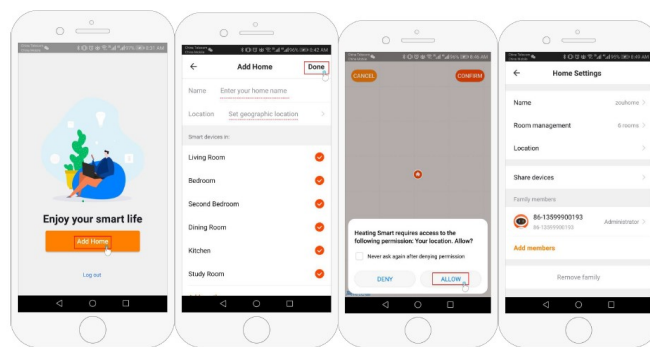 Enjoy your smart life
Add Home
Log out
Add Home
Done
Name
Enter your home name
Location
Set geographic location
Smart devices in:
Living Room
Bedroom
Second Bedroom
Dining Room
Kitchen
Study Room
CANCEL
CONFIRM
Heating Smart requires access to the
following permission: Your location. Allow?
Never ask again after denying permission
DENY
ALLOW
Home Settings
Name
zouhome
Room management
6 rooms
Location
Share devices
Family members
86-13599900193
Administrator
86-13599900193
Add members
Remove family